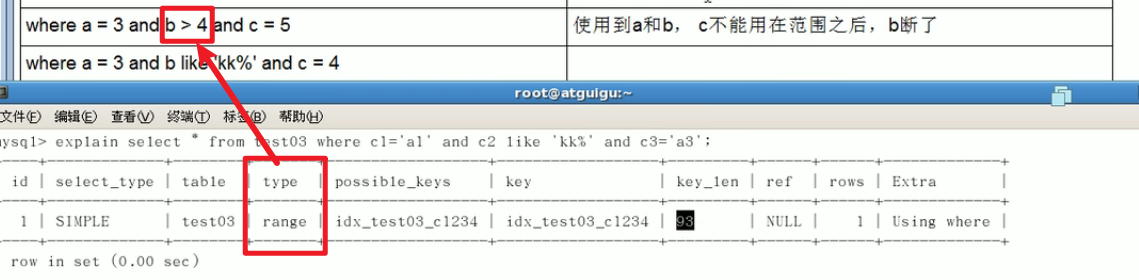 where a = 3 and b > 4 and c = 5 使用到a和b， c不能用在范围之后，b断了
where a = 3 and b like 'kk%' and c = 4
root@atguigu:~
文件(F) 编辑(E) 查看(V) 终端(T) 标签(B) 帮助(H)
mysql> explain select * from test03 where c1='a1' and c2 like 'kk%' and c3='a3';
id | select_type | table | type | possible_keys | key | key_len | ref | rows | Extra |
1 | SIMPLE | test03 | range | idx_test03_c1234 | idx_test03_c1234 | 93 | NULL | 1 | Using where |
row in set (0.00 sec)